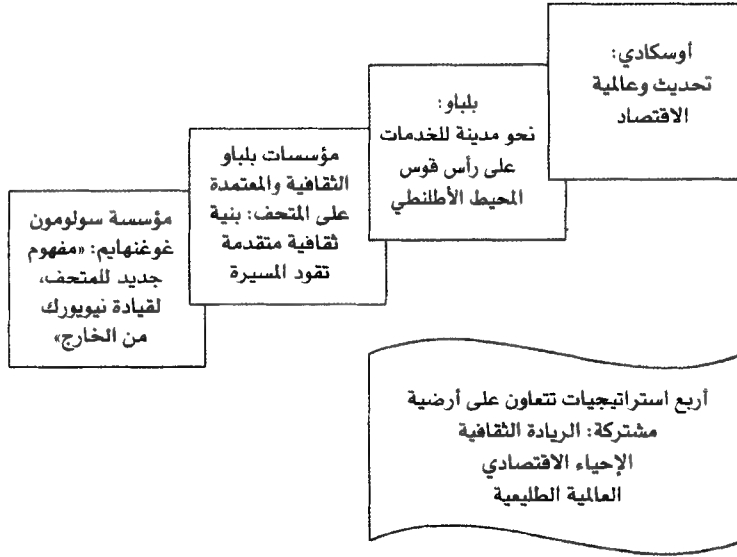 أوسكادي:
تحديث وعالمية
الاقتصاد
بلباو:
نحو مدينة للخدمات
على رأس قوس
المحيط الأطلنطي
مؤسسات بلباو
الثقافية والمعتمدة
على المتحف: بنية
ثقافية متقدمة
تقود المسيرة
مؤسسة سولومون
غوغنهايم: «مفهوم
جديد للمتحف،
لقيادة نيويورك
من الخارج»
أربع استراتيجيات تتعاون على أرضية
مشتركة: الريادة الثقافية
الإحياء الاقتصادي
العالمية الطليعية